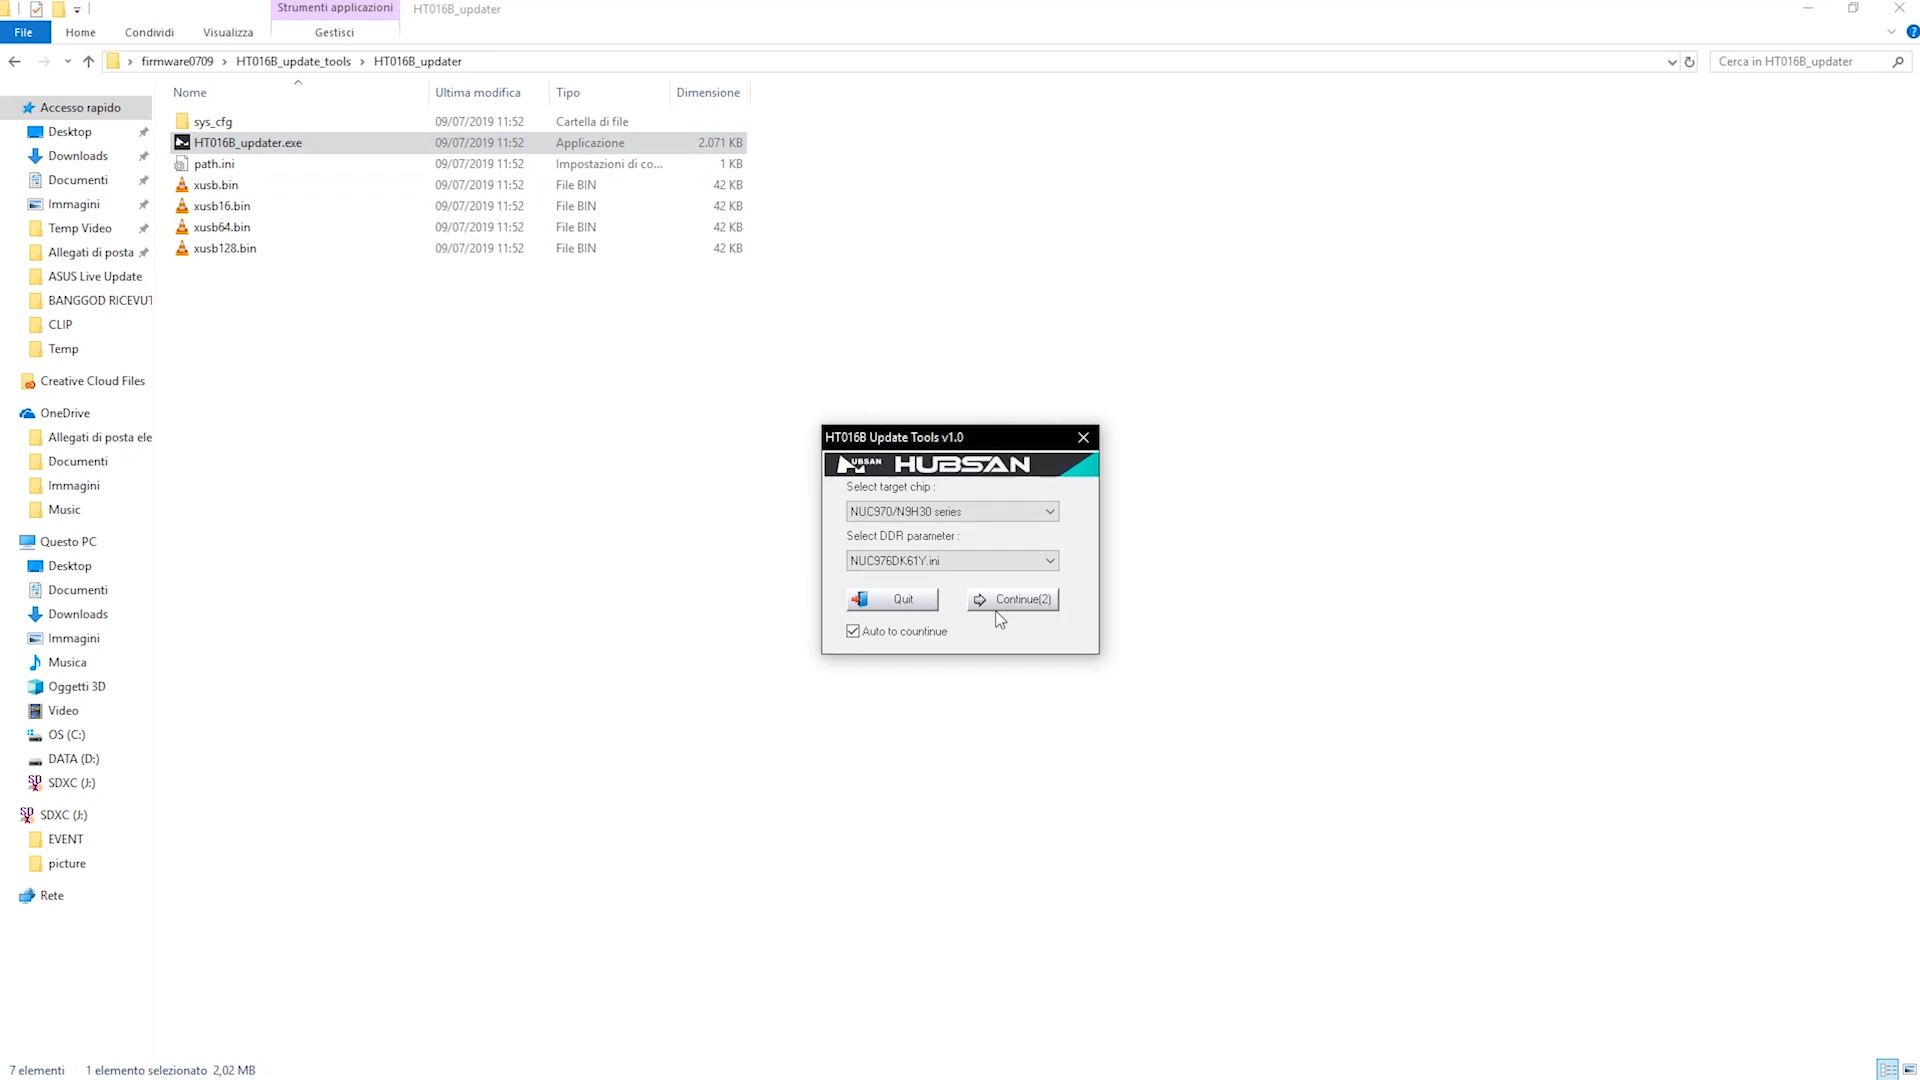 Strumenti applicazioni
HT016B_updater
File
Home
Condividi
Visualizza
Gestisci
firmware0709
HT016B_update_tools
HT016B_updater
Cerca in HT016B_updater
Nome
Ultima modifica
Tipo
Dimensione
sys_cfg 09/07/2019 11:52 Cartella di file
HT016B_updater.exe 09/07/2019 11:52 Applicazione 2.071 KB
path.ini 09/07/2019 11:52 Impostazioni di co... 1 KB
xusb.bin 09/07/2019 11:52 File BIN 42 KB
xusb16.bin 09/07/2019 11:52 File BIN 42 KB
xusb64.bin 09/07/2019 11:52 File BIN 42 KB
xusb128.bin 09/07/2019 11:52 File BIN 42 KB
Accesso rapido
Desktop
Downloads
Documenti
Immagini
Temp Video
Allegati di posta
ASUS Live Update
BANGGOD RICEVUT
CLIP
Temp
Creative Cloud Files
OneDrive
Allegati di posta ele
Documenti
Immagini
Music
Questo PC
Desktop
Documenti
Downloads
Immagini
Musica
Oggetti 3D
Video
OS (C:)
DATA (D:)
SDXC (J:)
SDXC (J:)
EVENT
picture
Rete
HT016B Update Tools v1.0
UBSAN HUBSAN
Select target chip :
NUC970/N9H30 series
Select DDR parameter :
NUC976DK61Y.ini
Quit
Continue(2)
Auto to countinue
7 elementi
1 elemento selezionato 2,02 MB